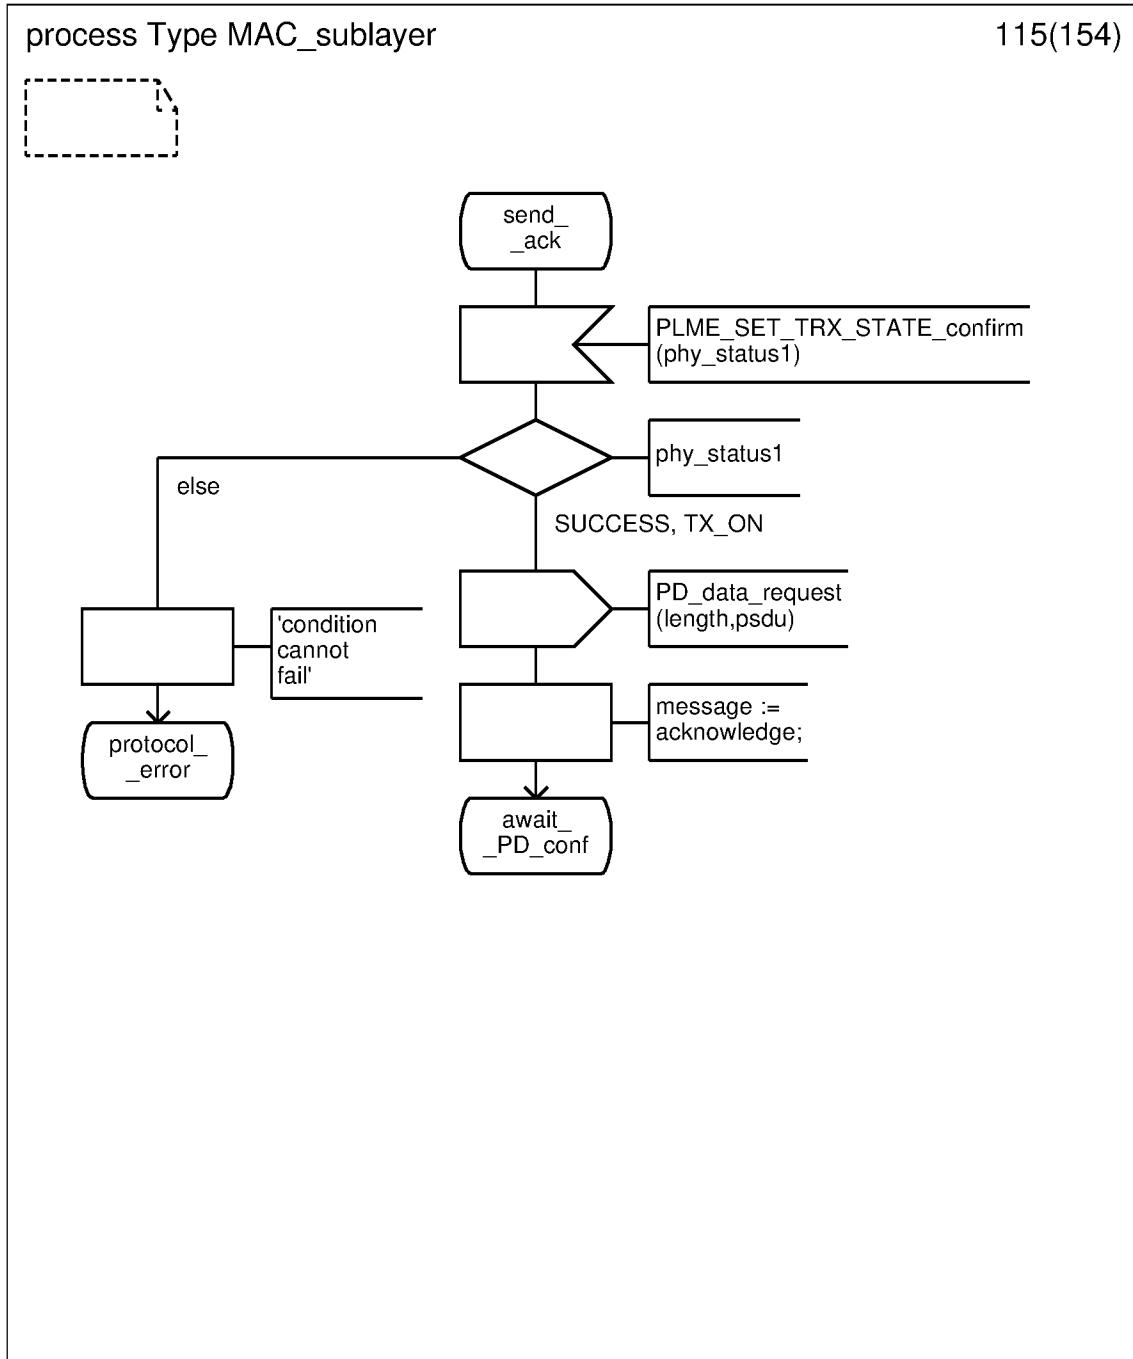 process Type MAC_sublayer
115(154)
send_
_ack
PLME_SET_TRX_STATE_confirm
(phy_status1)
phy_status1
else
SUCCESS, TX_ON
PD_data_request
(length,psdu)
'condition
cannot
fail'
message :=
acknowledge;
protocol_
_error
await_
_PD_conf